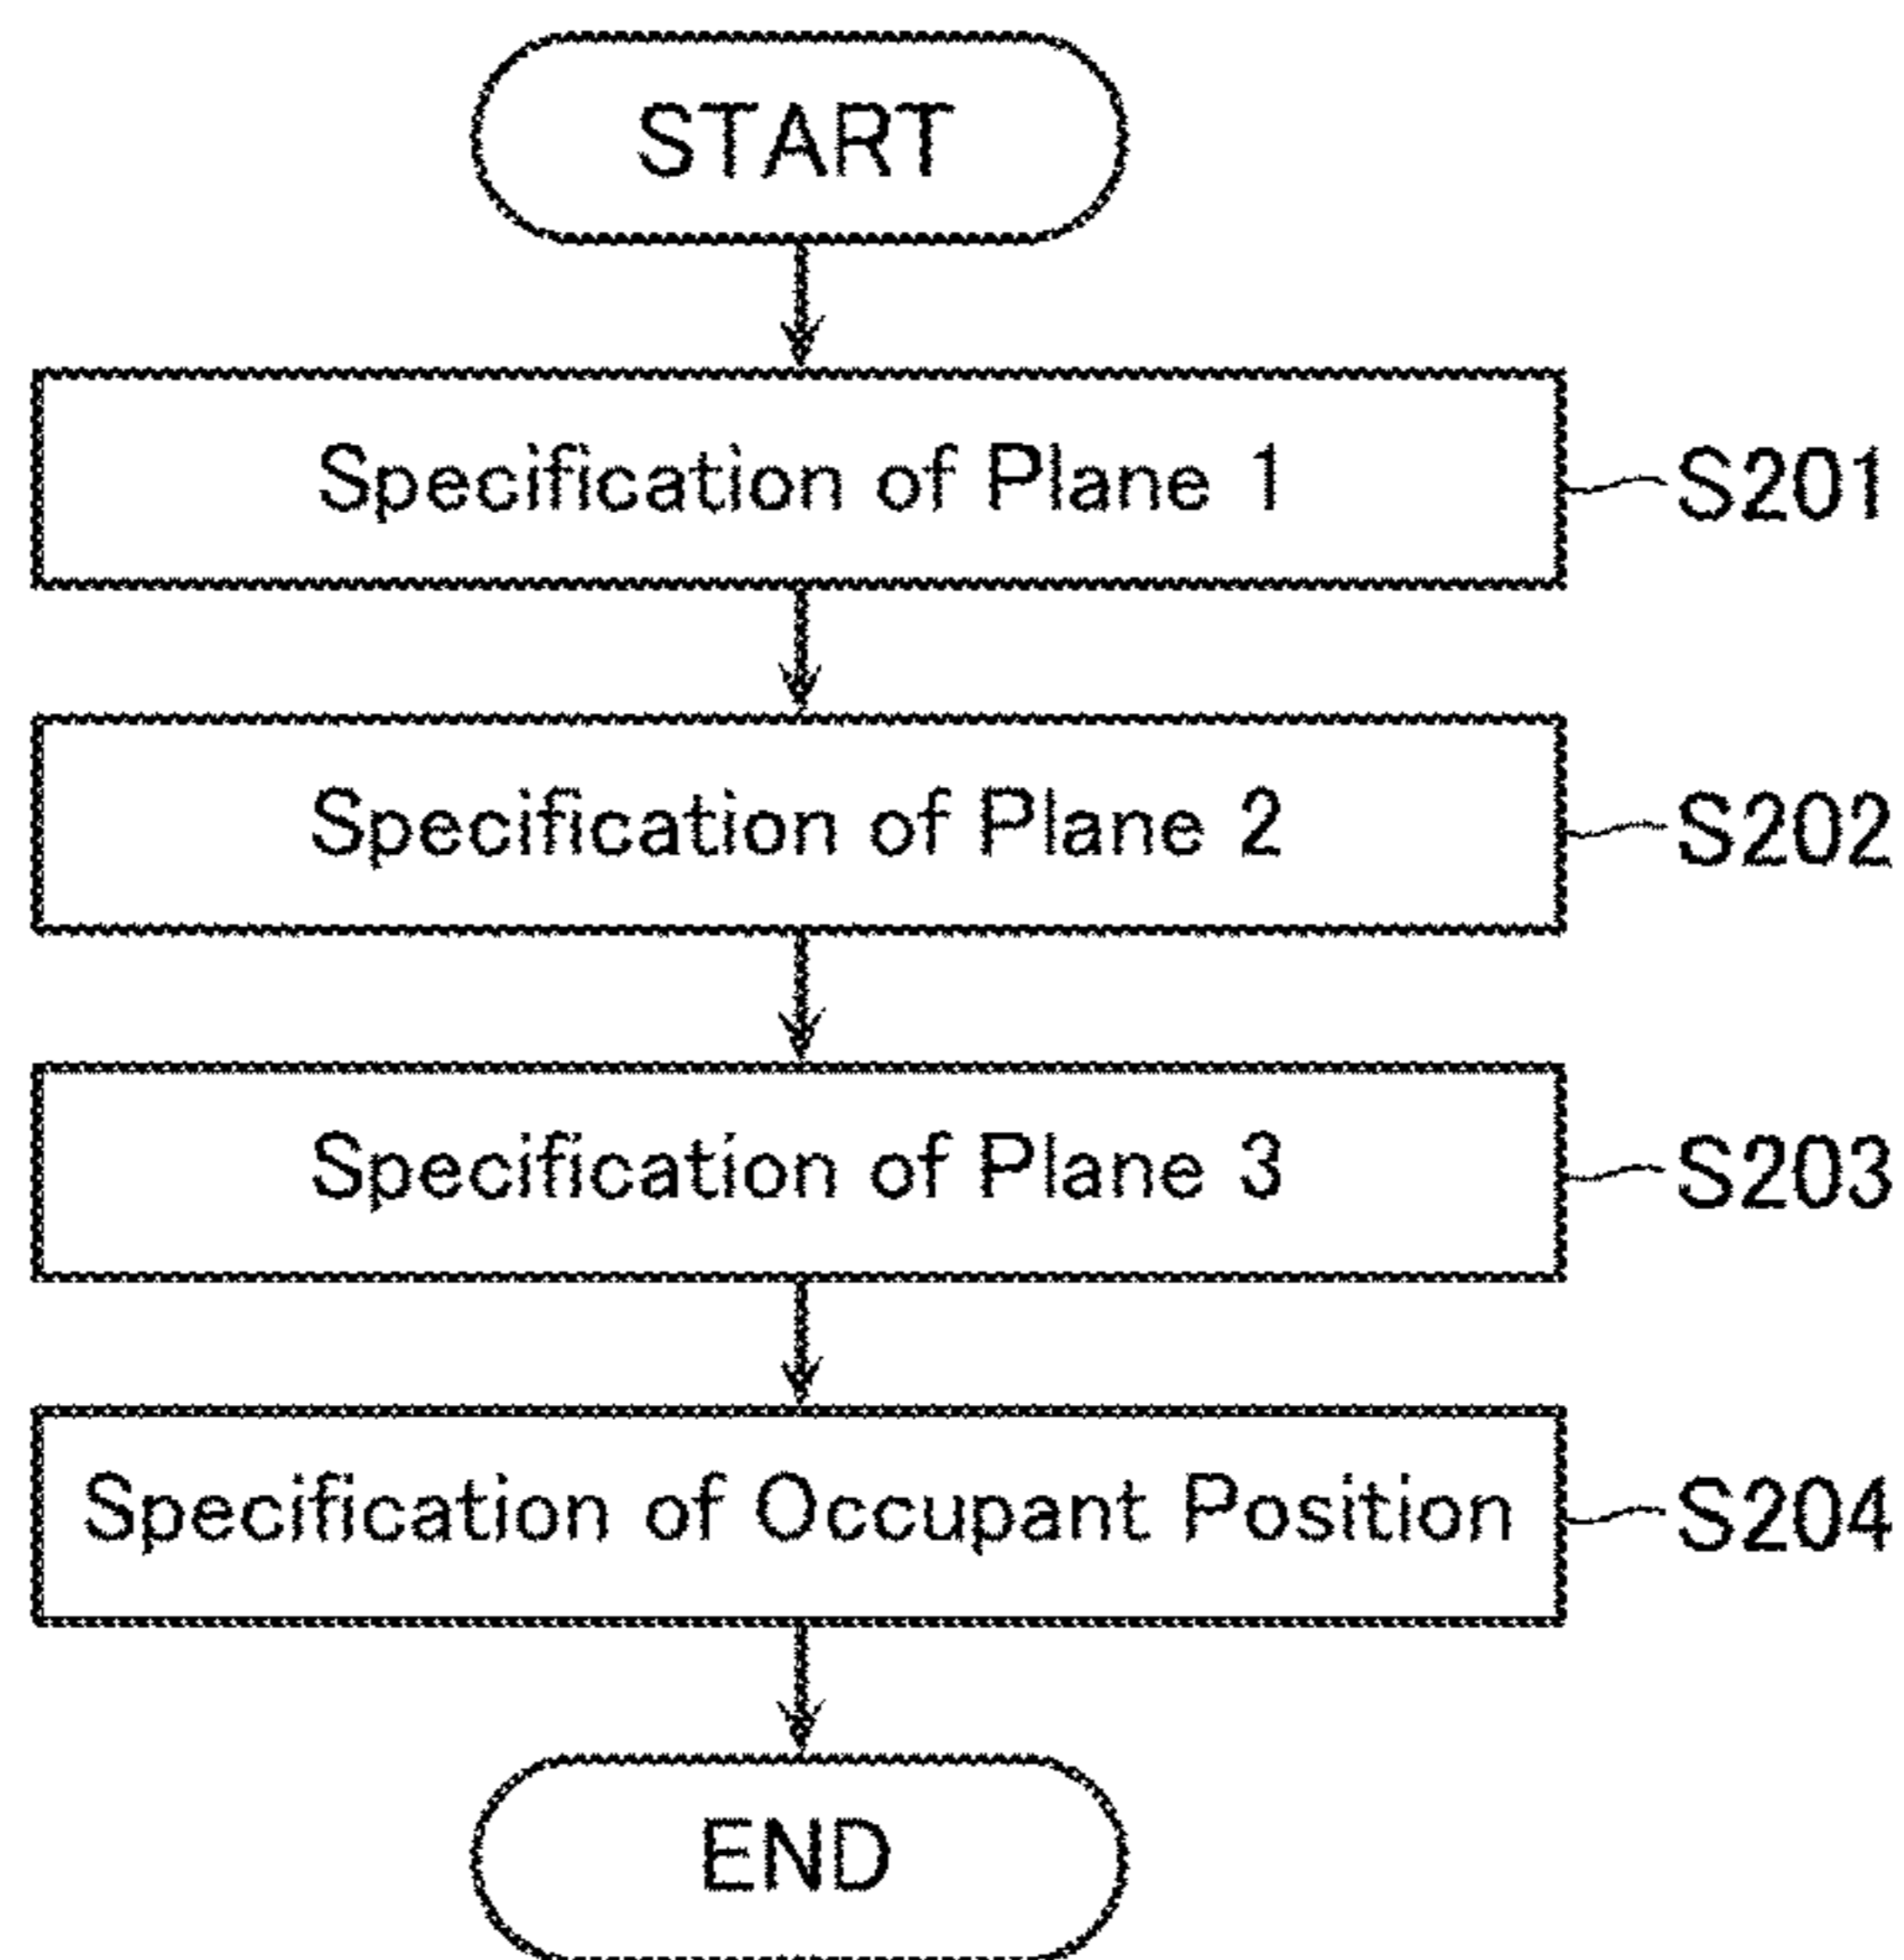 START
Specification of Plane 1
S201
Specification of Plane 2
S202
Specification of Plane 3
S203
Specification of Occupant Position
S204
END